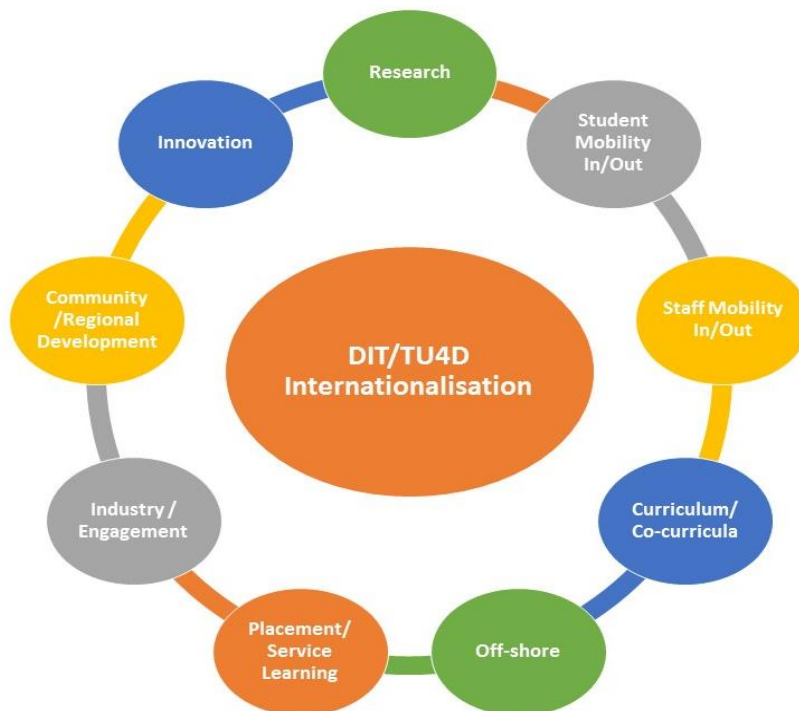 Research
Student
Mobility
In/Out
Staff Mobility
In/Out
Curriculum/
Co-curricula
Off-shore
Placement/
Service
Learning
Industry /
Engagement
Community
/Regional
Development
Innovation
DIT/TU4D
Internationalisation